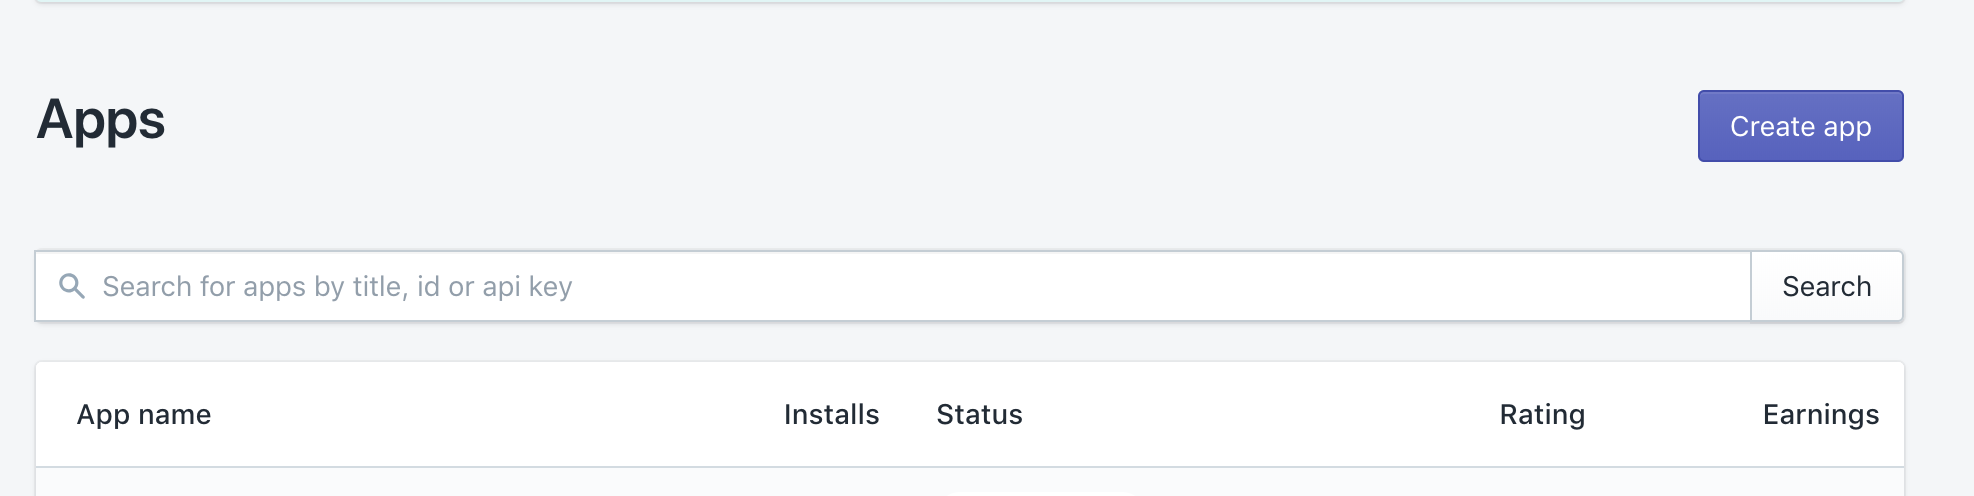 Apps
Create app
Search for apps by title, id or api key
Search
App name Installs Status Rating Earnings